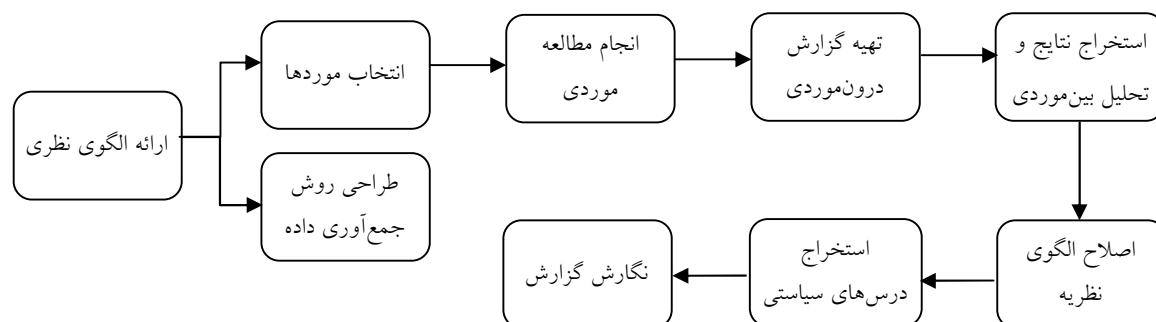 ارائه الگوی نظری
انتخاب موردها
طراحی روش
جمع‌آوری داده
انجام مطالعه
موردی
تهیه گزارش
درون‌موردی
استخراج نتایج و
تحلیل بین‌موردی
اصلاح الگوی
نظریه
استخراج
درس‌های سیاستی
نگارش گزارش